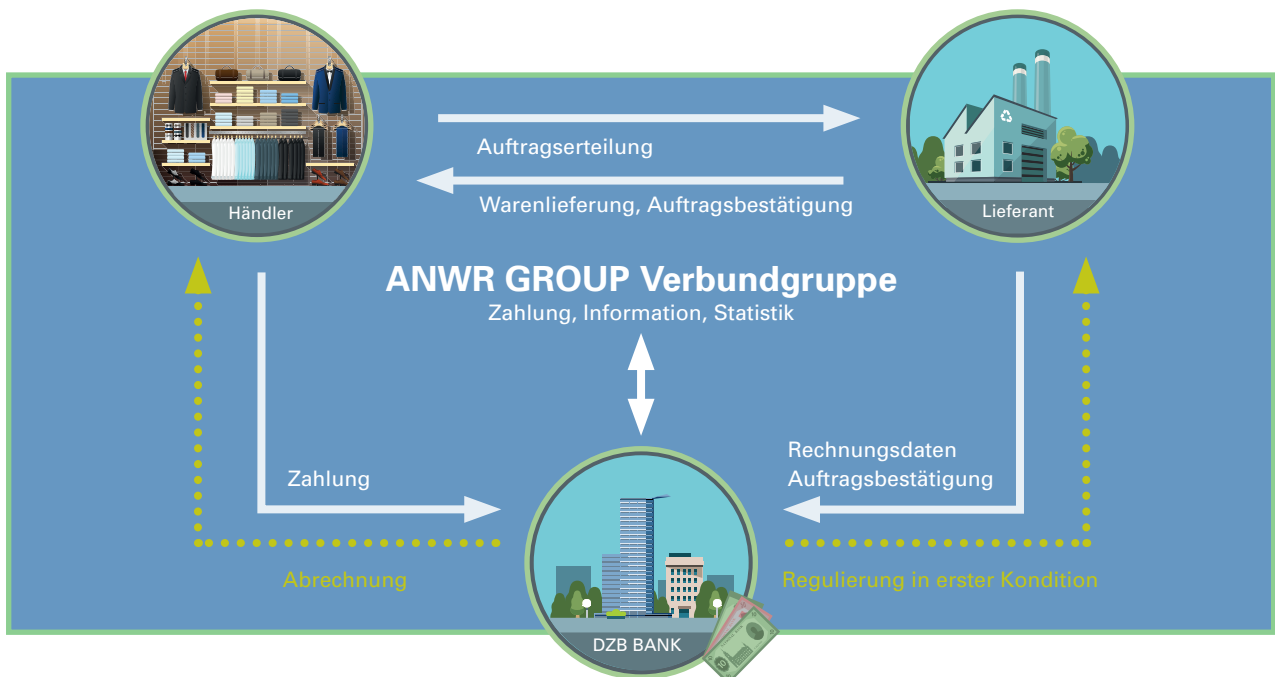 Händler
Lieferant
Auftragserteilung
Warenlieferung, Auftragsbestätigung
ANWR GROUP Verbundgruppe
Zahlung, Information, Statistik
Zahlung
Rechnungsdaten
Auftragsbestätigung
Abrechnung
Regulierung in erster Kondition
DZB BANK